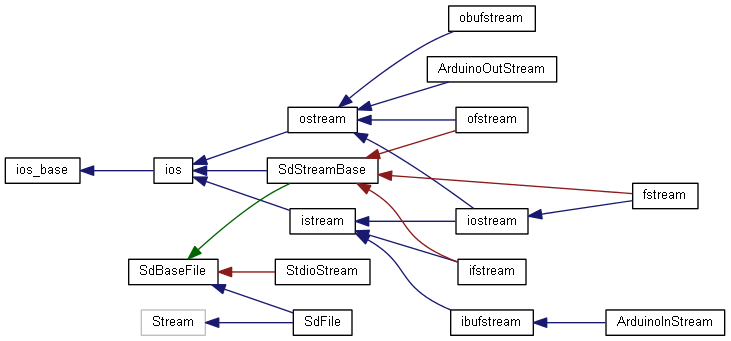 obufstream
ArduinoOutStream
ostream
ofstream
ios_base
ios
SdStreamBase
fstream
istream
iostream
SdBaseFile
StdioStream
ifstream
Stream
SdFile
ibufstream
ArduinoInStream